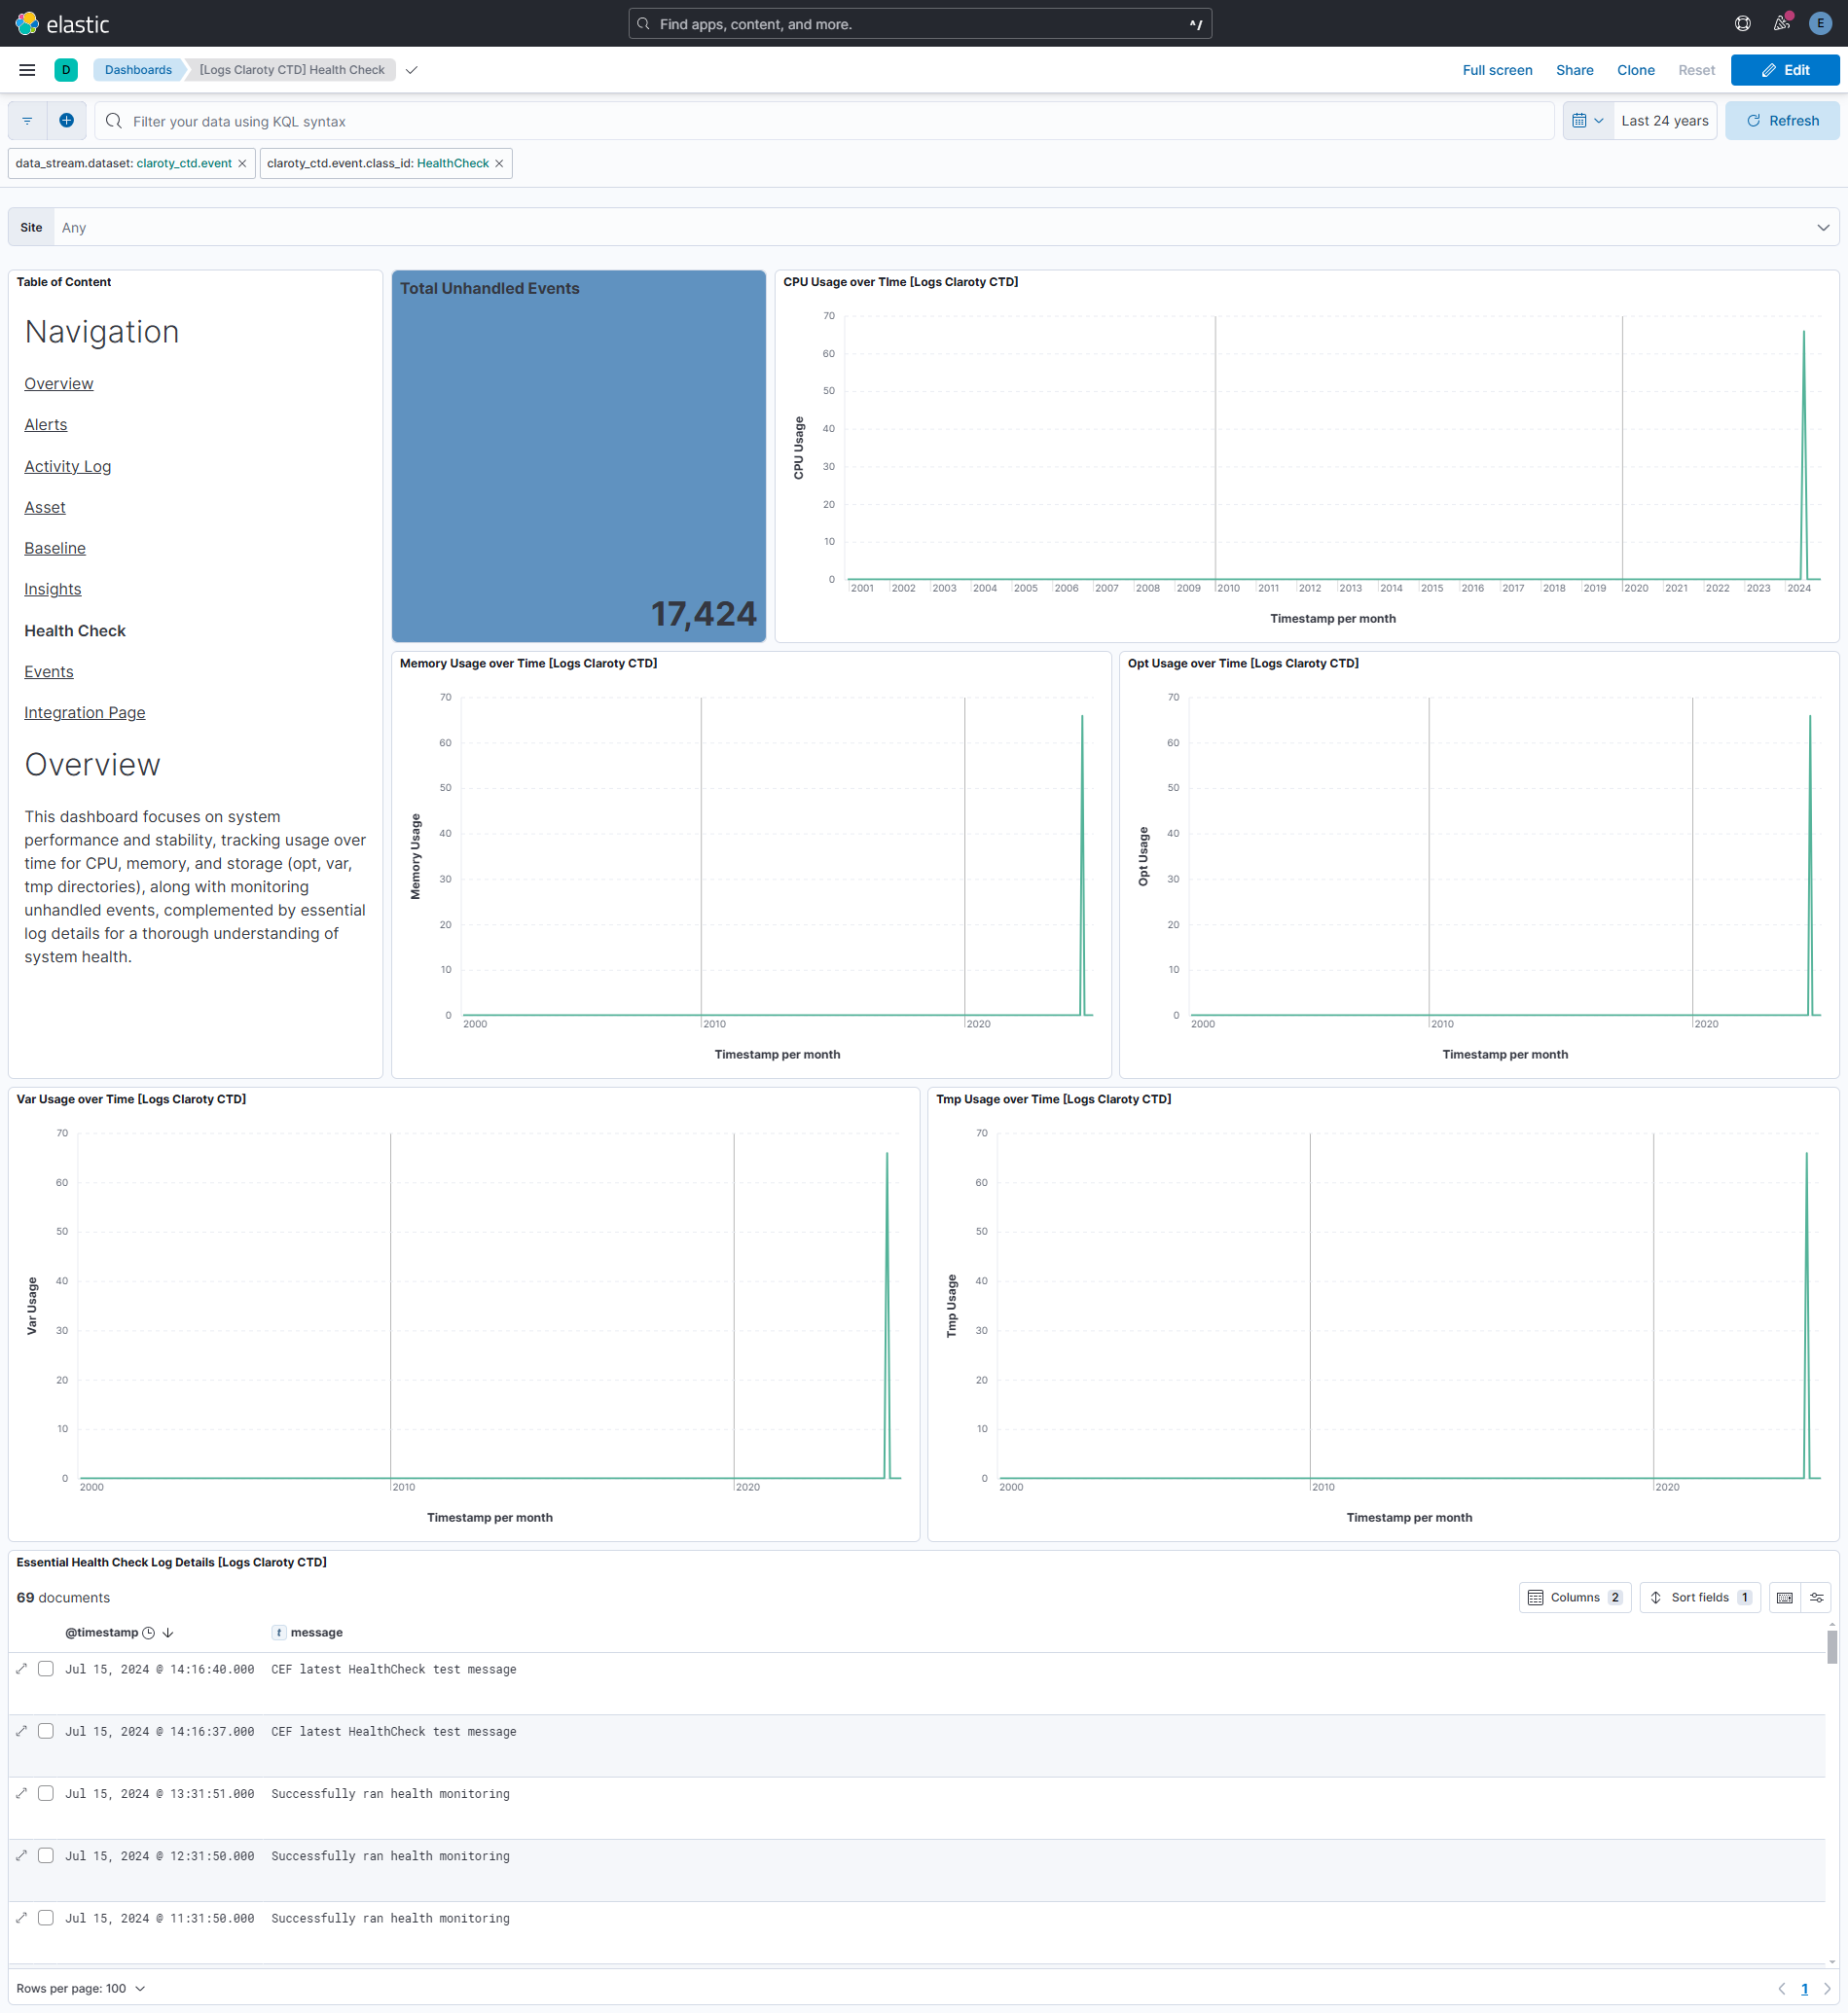 elastic
Find apps, content, and more.
^/
E
D
Dashboards
[Logs Claroty CTD] Health Check
Full screen
Share
Clone
Reset
Edit
Filter your data using KQL syntax
Last 24 years
Refresh
data_stream.dataset: claroty_ctd.event
claroty_ctd.event.class_id: HealthCheck
Site
Any
Table of Content
Navigation
Overview
Alerts
Activity Log
Asset
Baseline
Insights
Health Check
Events
Integration Page
Overview
This dashboard focuses on system
performance and stability, tracking usage over
time for CPU, memory, and storage (opt, var,
tmp directories), along with monitoring
unhandled events, complemented by essential
log details for a thorough understanding of
system health.
Total Unhandled Events
17,424
CPU Usage over TIme [Logs Claroty CTD]
70
60
50
40
30
20
10
0
CPU Usage
2001 2002 2003 2004 2005 2006 2007 2008 2009 2010 2011 2012 2013 2014 2015 2016 2017 2018 2019 2020 2021 2022 2023 2024
Timestamp per month
Memory Usage over Time [Logs Claroty CTD]
70
60
50
40
30
20
10
0
Memory Usage
2000 2010 2020
Timestamp per month
Opt Usage over Time [Logs Claroty CTD]
70
60
50
40
30
20
10
0
Opt Usage
2000 2010 2020
Timestamp per month
Var Usage over Time [Logs Claroty CTD]
70
60
50
40
30
20
10
0
Var Usage
2000 2010 2020
Timestamp per month
Tmp Usage over Time [Logs Claroty CTD]
70
60
50
40
30
20
10
0
Tmp Usage
2000 2010 2020
Timestamp per month
Essential Health Check Log Details [Logs Claroty CTD]
69 documents
Columns 2
Sort fields 1
@timestamp
t message
Jul 15, 2024 @ 14:16:40.000 CEF latest HealthCheck test message
Jul 15, 2024 @ 14:16:37.000 CEF latest HealthCheck test message
Jul 15, 2024 @ 13:31:51.000 Successfully ran health monitoring
Jul 15, 2024 @ 12:31:50.000 Successfully ran health monitoring
Jul 15, 2024 @ 11:31:50.000 Successfully ran health monitoring
Rows per page: 100
1